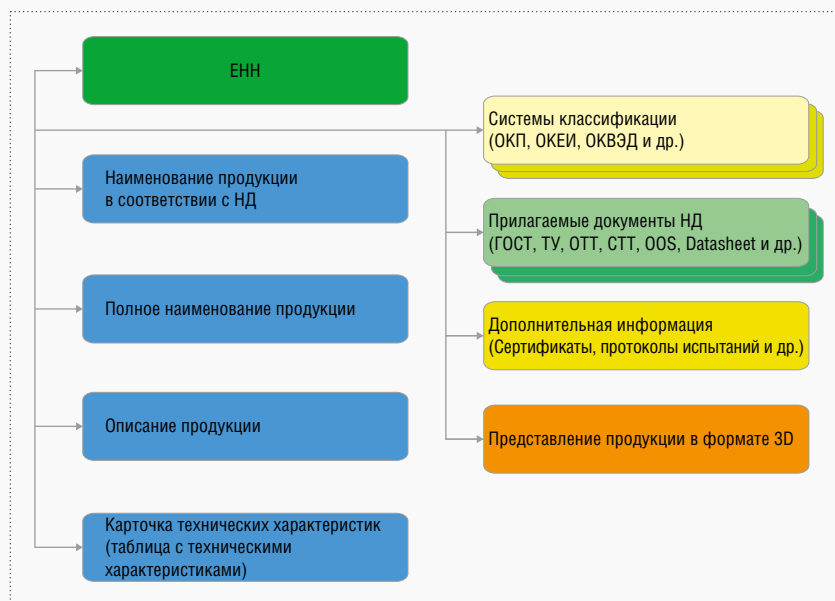 ЕНН
Наименование продукции
в соответствии с НД
Полное наименование продукции
Описание продукции
Карточка технических характеристик
(таблица с техническими
характеристиками)
Системы классификации
(ОКП, ОКЕИ, ОКВЭД и др.)
Прилагаемые документы НД
(ГОСТ, ТУ, ОТТ, СТТ, OOS, Datasheet и др.)
Дополнительная информация
(Сертификаты, протоколы испытаний и др.)
Представление продукции в формате 3D